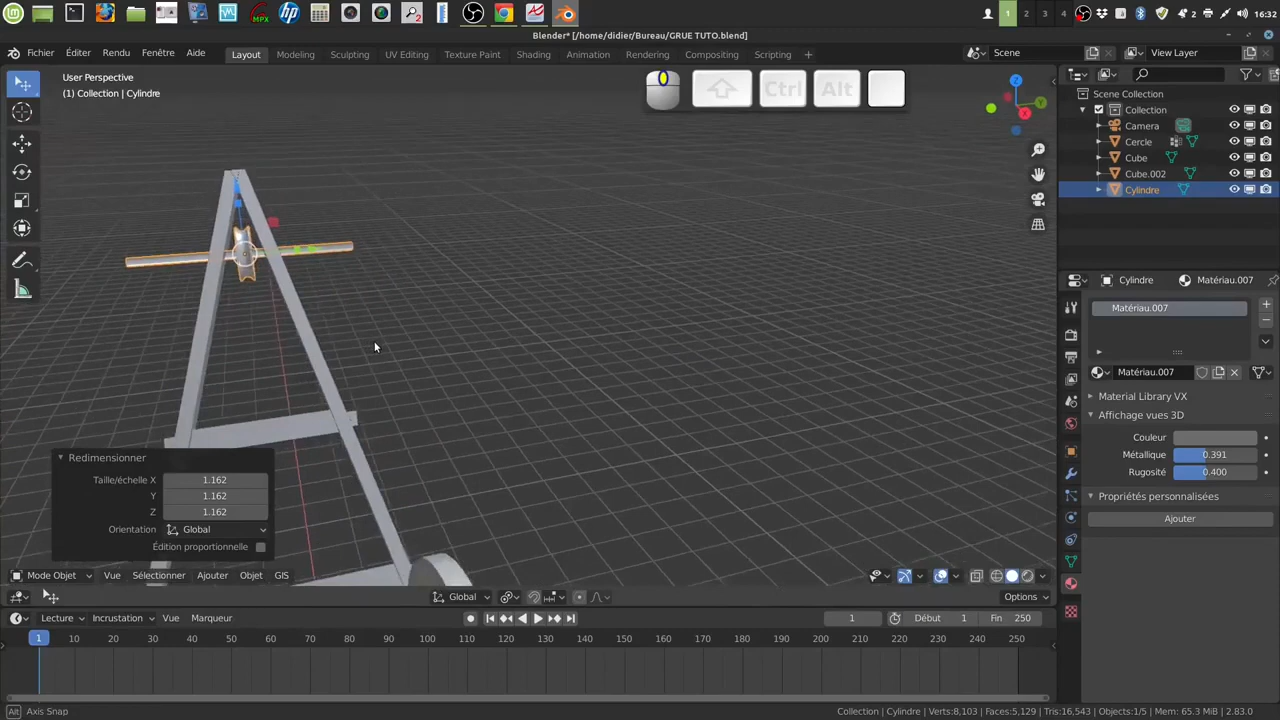 MPX
hp
2
16:32
Blender* [/home/didier/Bureau/GRUE TUTO.blend]
Fichier Éditer Rendu Fenêtre Aide Layout Modeling Sculpting UV Editing Texture Paint Shading Animation Rendering Compositing Scripting + Scene View Layer
User Perspective
(1) Collection | Cylindre
Ctrl Alt
Z
Y
X
Scene Collection
Collection
Camera
Cercle
Cube
Cube.002
Cylindre
Cylindre Matériau.007
Matériau.007
Matériau.007
Material Library VX
Affichage vues 3D
Couleur
Métallique 0.391
Rugosité 0.400
Propriétés personnalisées
Ajouter
Redimensionner
Taille/échelle X 1.162
Y 1.162
Z 1.162
Orientation Global
Édition proportionnelle
Mode Objet Vue Sélectionner Ajouter Objet GIS
Global Options
Lecture Incrustation Vue Marqueur 1 Début 1 Fin 250
1 10 20 30 40 50 60 70 80 90 100 110 120 130 140 150 160 170 180 190 200 210 220 230 240 250
Alt Axis Snap Collection | Cylindre | Verts:8,103 | Faces:5,129 | Tris:16,543 | Objects:1/5 | Mem: 65.3 MiB | 2.83.0